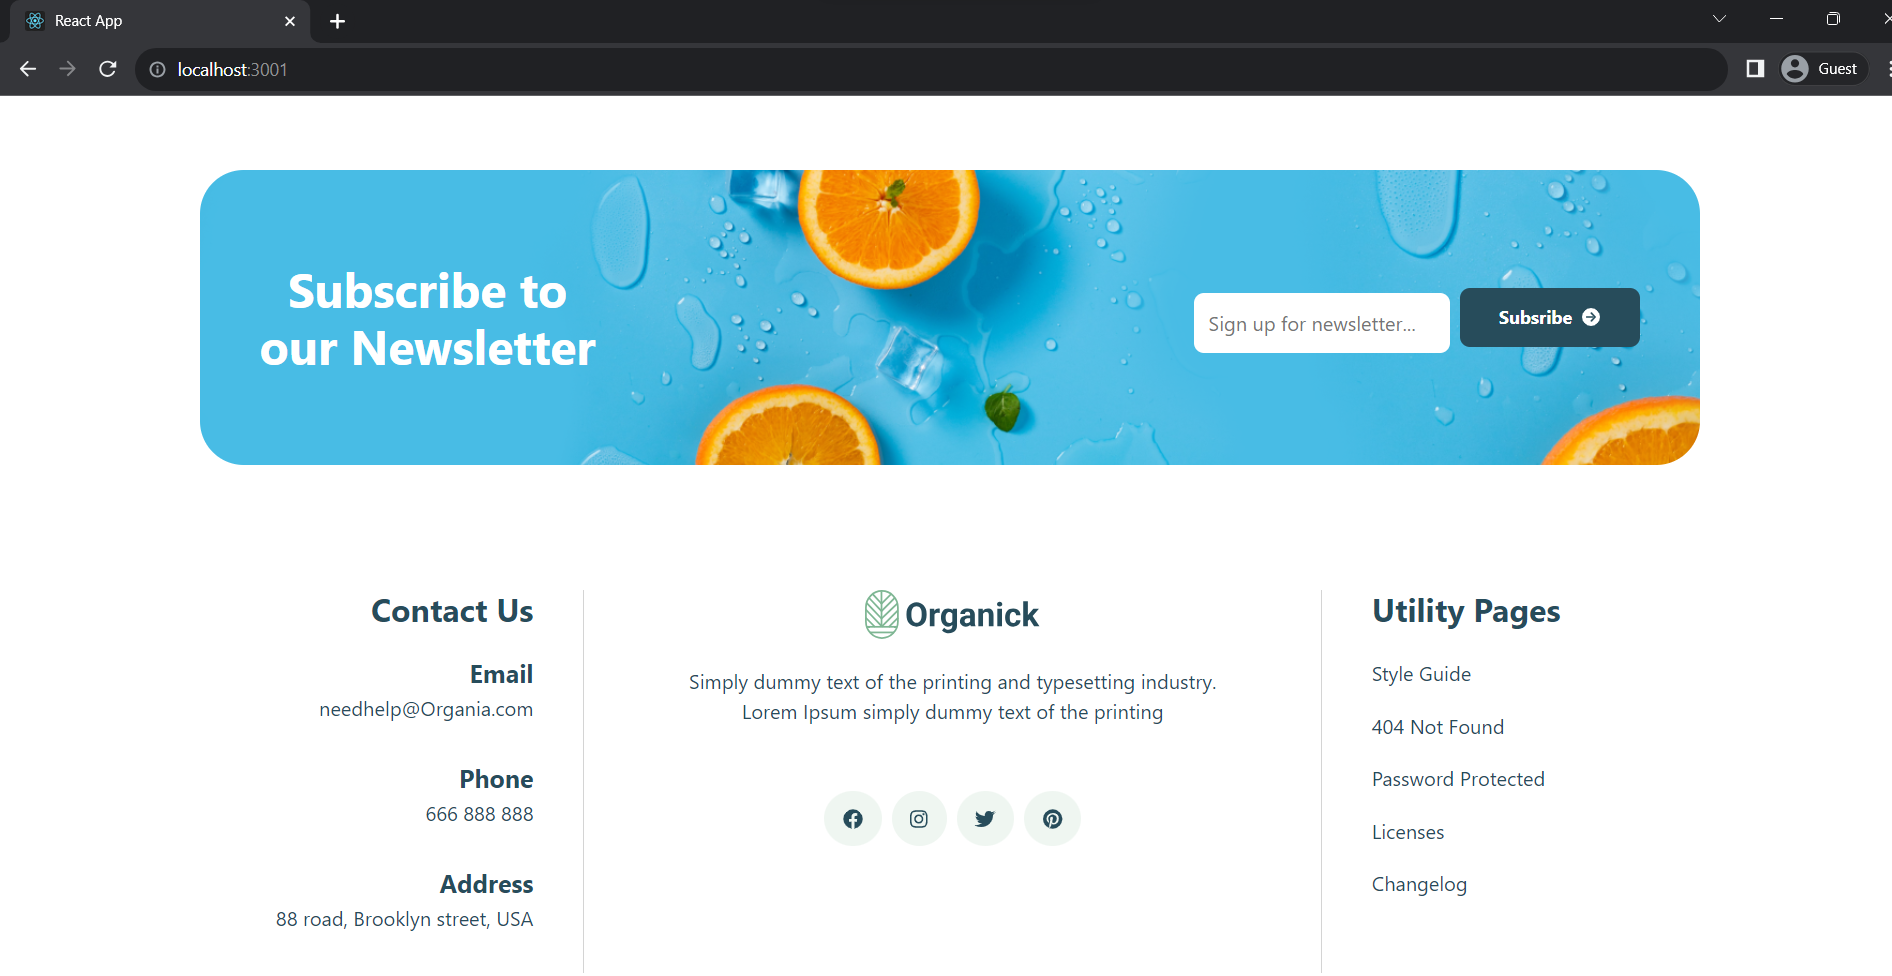 React App
localhost:3001
Guest
Subscribe to
our Newsletter
Sign up for newsletter...
Subsribe
Contact Us
Email
needhelp@Organia.com
Phone
666 888 888
Address
88 road, Brooklyn street, USA
Organick
Simply dummy text of the printing and typesetting industry.
Lorem Ipsum simply dummy text of the printing
Utility Pages
Style Guide
404 Not Found
Password Protected
Licenses
Changelog